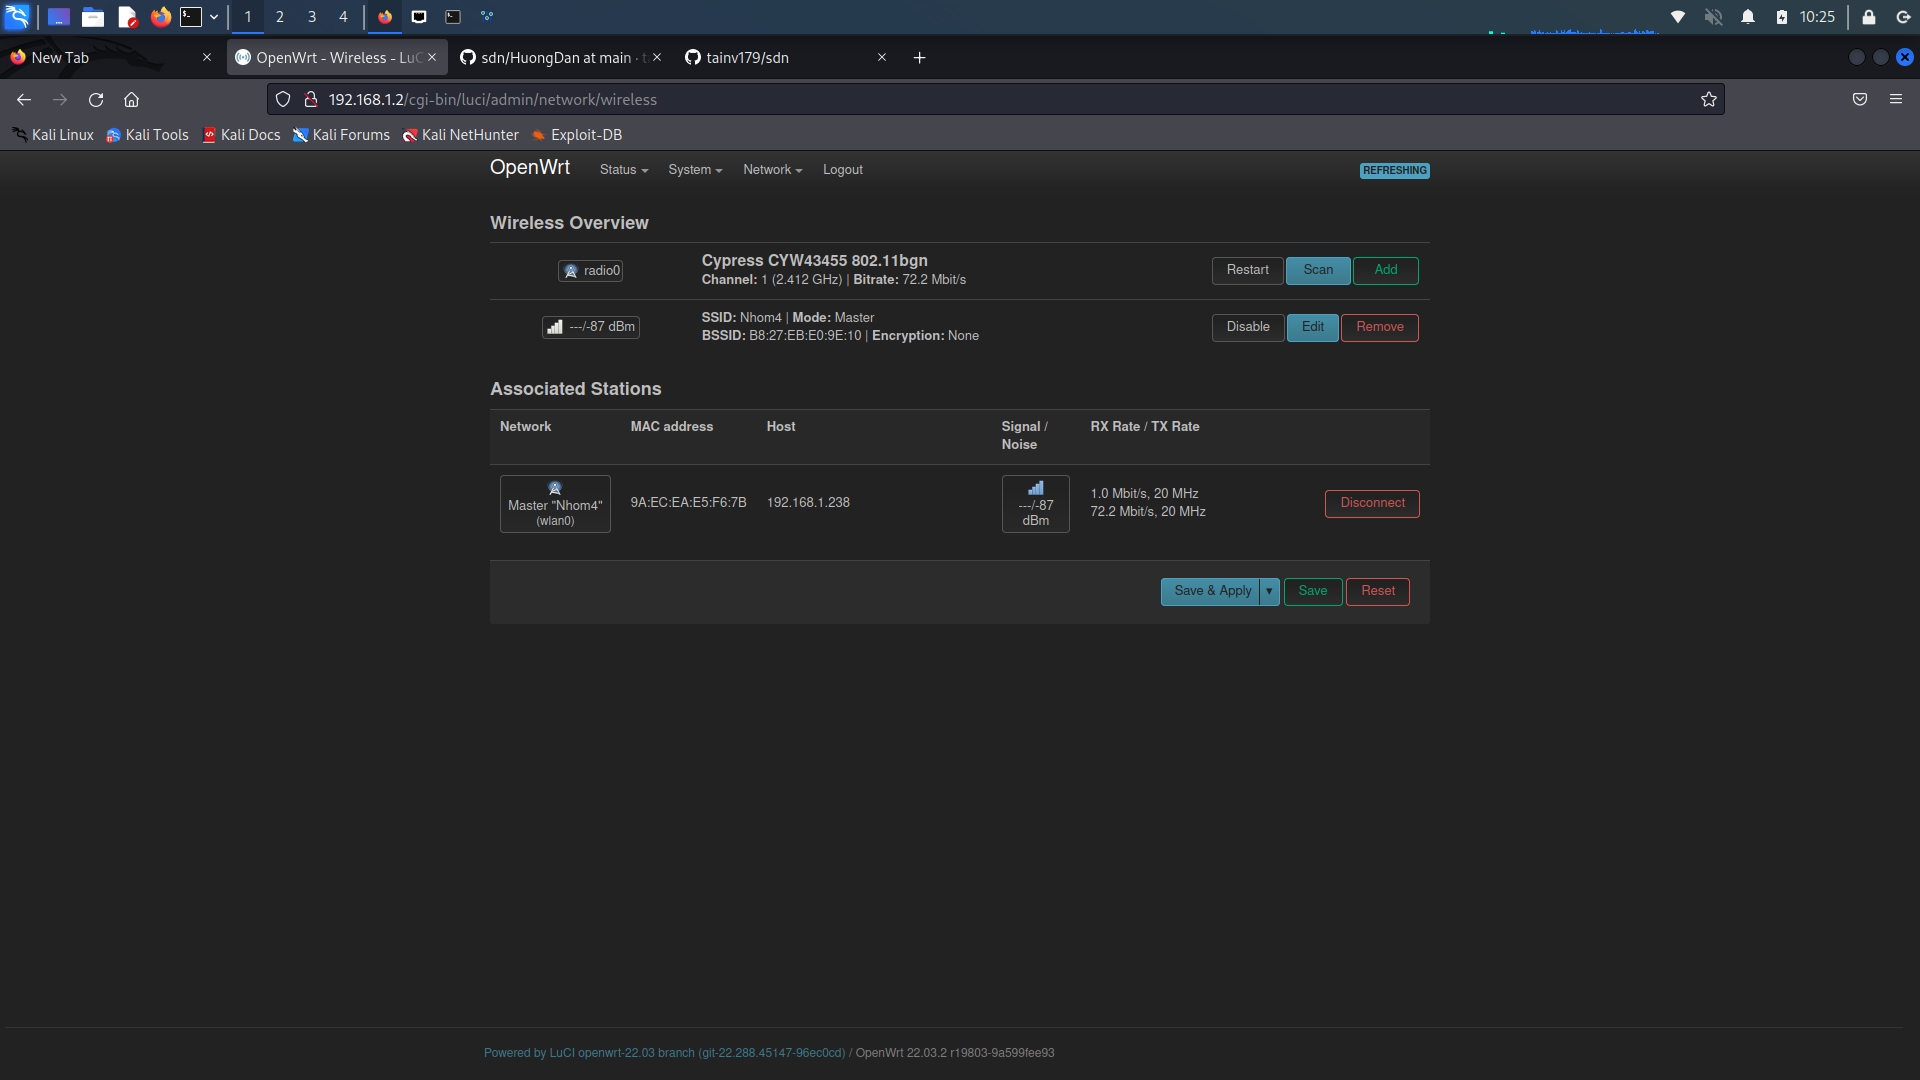 1 2 3 4 10:25
New Tab
OpenWrt - Wireless - LuC
sdn/HuongDan at main · t
tainv179/sdn
192.168.1.2/cgi-bin/luci/admin/network/wireless
Kali Linux Kali Tools Kali Docs Kali Forums Kali NetHunter Exploit-DB
OpenWrt Status System Network Logout REFRESHING
Wireless Overview
radio0
Cypress CYW43455 802.11bgn
Channel: 1 (2.412 GHz) | Bitrate: 72.2 Mbit/s
Restart Scan Add
---/-87 dBm
SSID: Nhom4 | Mode: Master
BSSID: B8:27:EB:E0:9E:10 | Encryption: None
Disable Edit Remove
Associated Stations
Network MAC address Host Signal / Noise RX Rate / TX Rate
Master "Nhom4"
(wlan0)
9A:EC:EA:E5:F6:7B
192.168.1.238
---/-87
dBm
1.0 Mbit/s, 20 MHz
72.2 Mbit/s, 20 MHz
Disconnect
Save & Apply ▾ Save Reset
Powered by LuCI openwrt-22.03 branch (git-22.288.45147-96ec0cd) / OpenWrt 22.03.2 r19803-9a599fee93